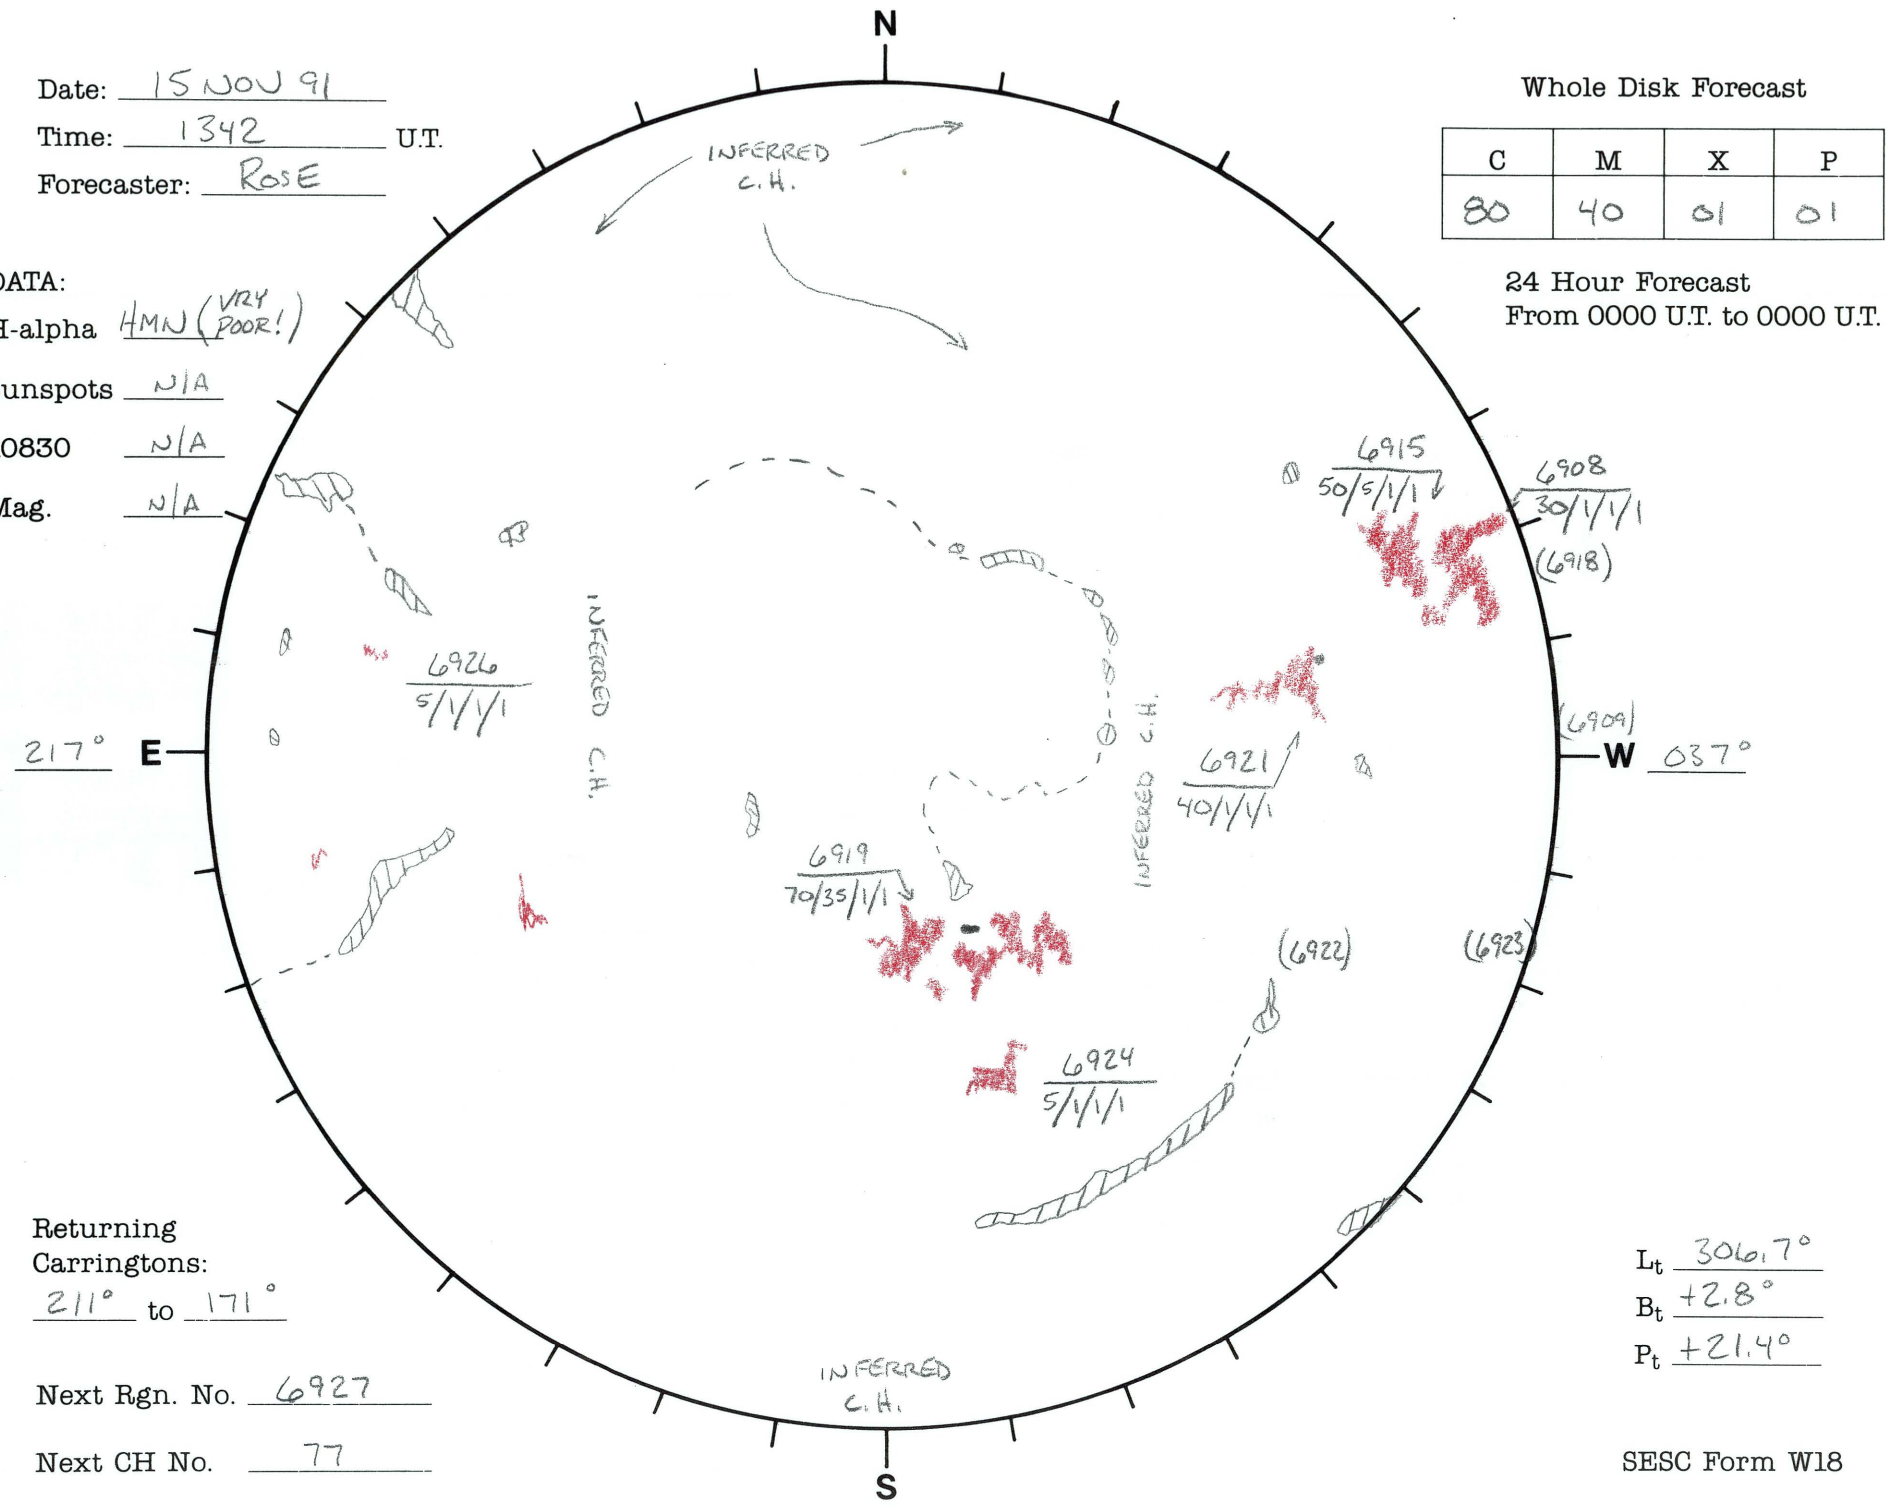 N
Date: 15 NOV 91
Time: 1342 U.T.
Forecaster: ROSE
Whole Disk Forecast
C M X P
80 40 01 01
24 Hour Forecast
From 0000 U.T. to 0000 U.T.
INFERRED
C.H.
DATA:
H-alpha HMN (VRY POOR!)
unspots N/A
0830 N/A
Mag. N/A
6915
50/5/1/1
6908
30/1/1/1
(6918)
6926
5/1/1/1
INFERRED C.H.
INFERRED C.H.
(6909)
217° E
W 037°
6921
40/1/1/1
6919
70/35/1/1
(6922)
(6923)
6924
5/1/1/1
Returning
Carringtons:
211° to 171°
Next Rgn. No. 6927
Next CH No. 77
INFERRED
C.H.
S
Lt 306.7°
Bt +2.8°
Pt +21.4°
SESC Form W18